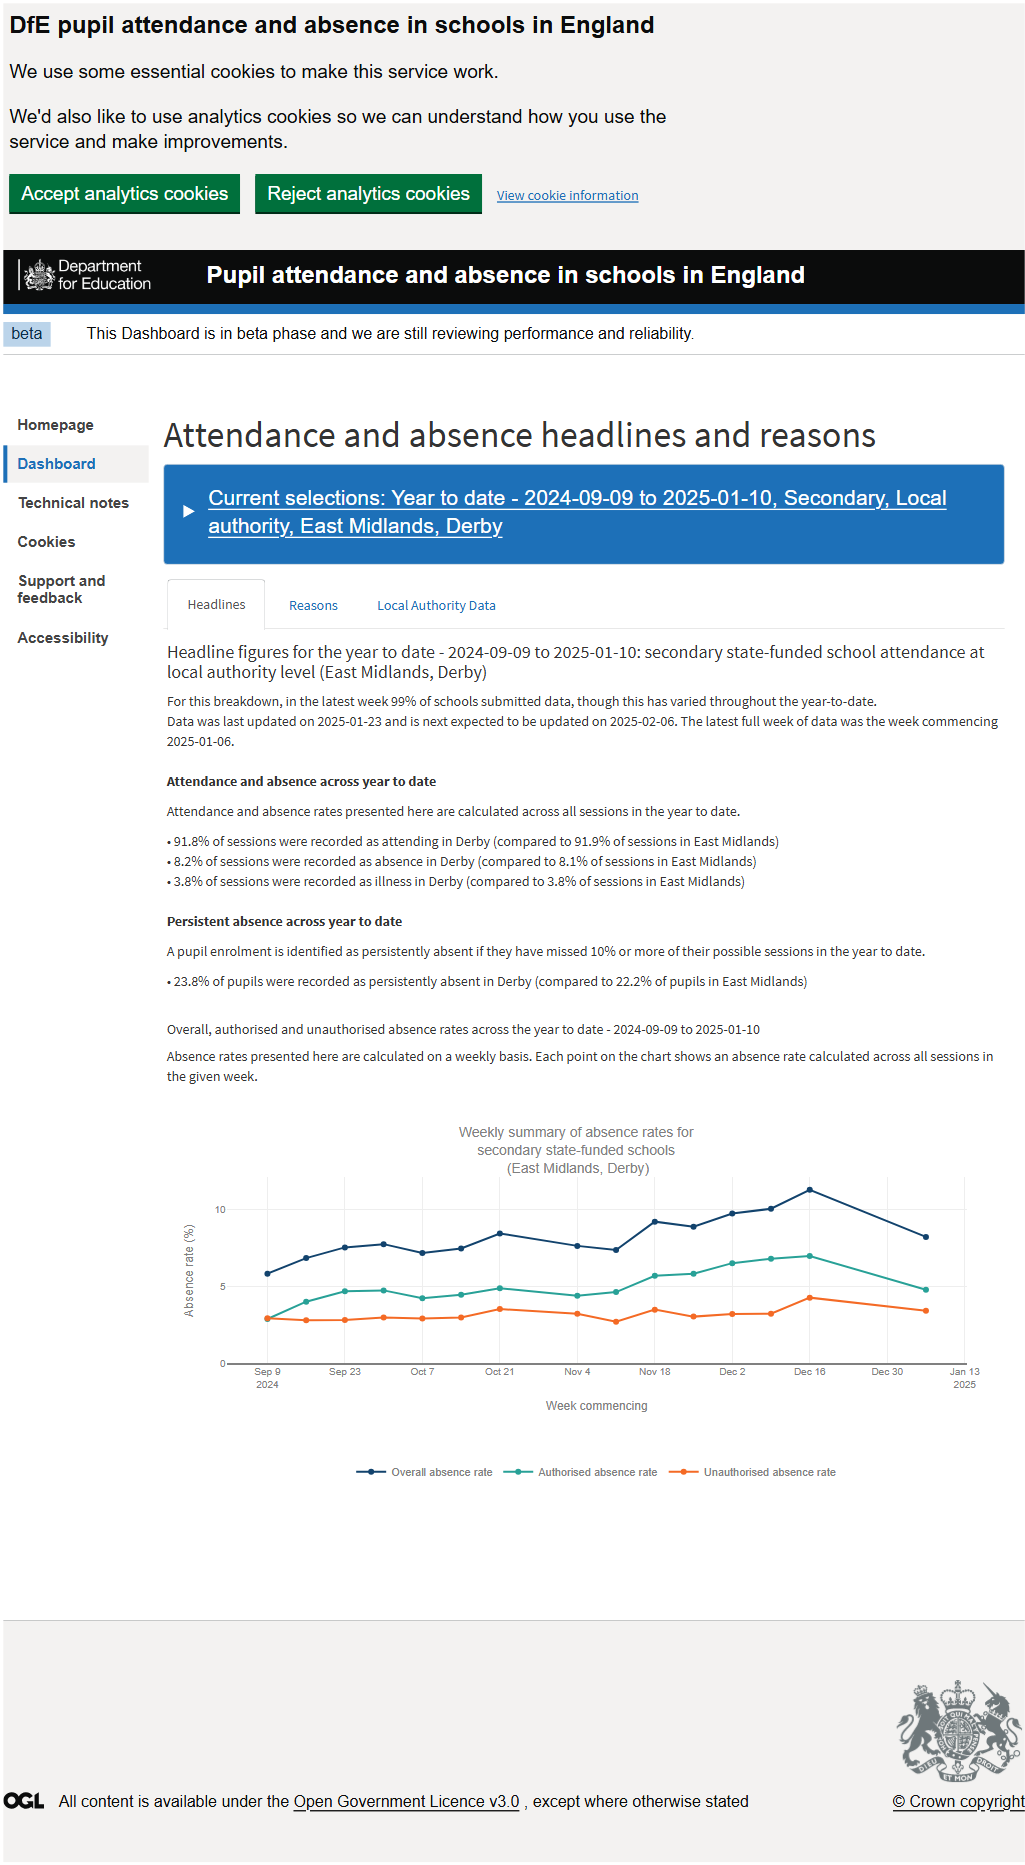 DfE pupil attendance and absence in schools in England
We use some essential cookies to make this service work.
We'd also like to use analytics cookies so we can understand how you use the
service and make improvements.
Accept analytics cookies
Reject analytics cookies
View cookie information
Department
for Education
Pupil attendance and absence in schools in England
beta
This Dashboard is in beta phase and we are still reviewing performance and reliability.
Homepage
Dashboard
Technical notes
Cookies
Support and
feedback
Accessibility
Attendance and absence headlines and reasons
Current selections: Year to date - 2024-09-09 to 2025-01-10, Secondary, Local
authority, East Midlands, Derby
Headlines
Reasons
Local Authority Data
Headline figures for the year to date - 2024-09-09 to 2025-01-10: secondary state-funded school attendance at
local authority level (East Midlands, Derby)
For this breakdown, in the latest week 99% of schools submitted data, though this has varied throughout the year-to-date.
Data was last updated on 2025-01-23 and is next expected to be updated on 2025-02-06. The latest full week of data was the week commencing
2025-01-06.
Attendance and absence across year to date
Attendance and absence rates presented here are calculated across all sessions in the year to date.
• 91.8% of sessions were recorded as attending in Derby (compared to 91.9% of sessions in East Midlands)
• 8.2% of sessions were recorded as absence in Derby (compared to 8.1% of sessions in East Midlands)
• 3.8% of sessions were recorded as illness in Derby (compared to 3.8% of sessions in East Midlands)
Persistent absence across year to date
A pupil enrolment is identified as persistently absent if they have missed 10% or more of their possible sessions in the year to date.
• 23.8% of pupils were recorded as persistently absent in Derby (compared to 22.2% of pupils in East Midlands)
Overall, authorised and unauthorised absence rates across the year to date - 2024-09-09 to 2025-01-10
Absence rates presented here are calculated on a weekly basis. Each point on the chart shows an absence rate calculated across all sessions in
the given week.
Weekly summary of absence rates for
secondary state-funded schools
(East Midlands, Derby)
Absence rate (%)
10
5
0
Sep 9
2024
Sep 23
Oct 7
Oct 21
Nov 4
Nov 18
Dec 2
Dec 16
Dec 30
Jan 13
2025
Week commencing
Overall absence rate
Authorised absence rate
Unauthorised absence rate
DIEU ET MON DROIT
OGL
All content is available under the Open Government Licence v3.0 , except where otherwise stated
© Crown copyright